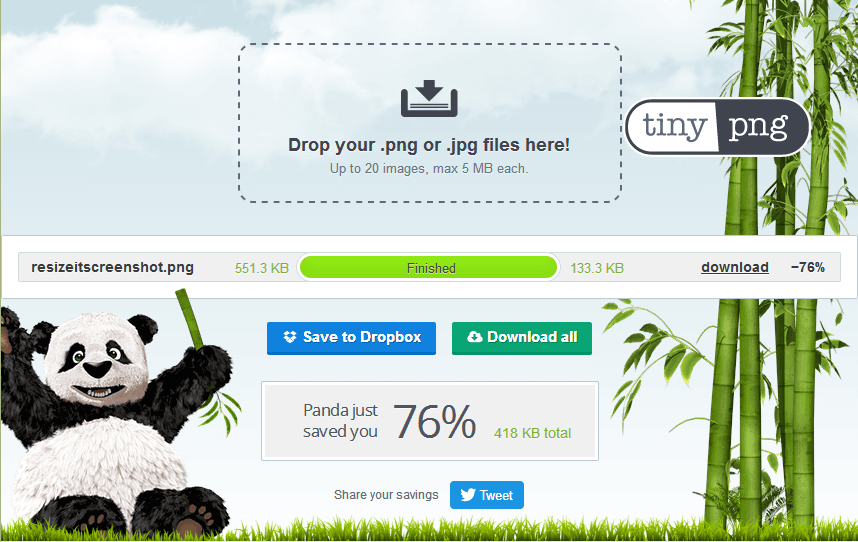 Drop your .png or .jpg files here!
Up to 20 images, max 5 MB each.
tiny png
resizeitscreenshot.png 551.3 KB Finished 133.3 KB download −76%
Save to Dropbox Download all
Panda just
saved you 76% 418 KB total
Share your savings Tweet